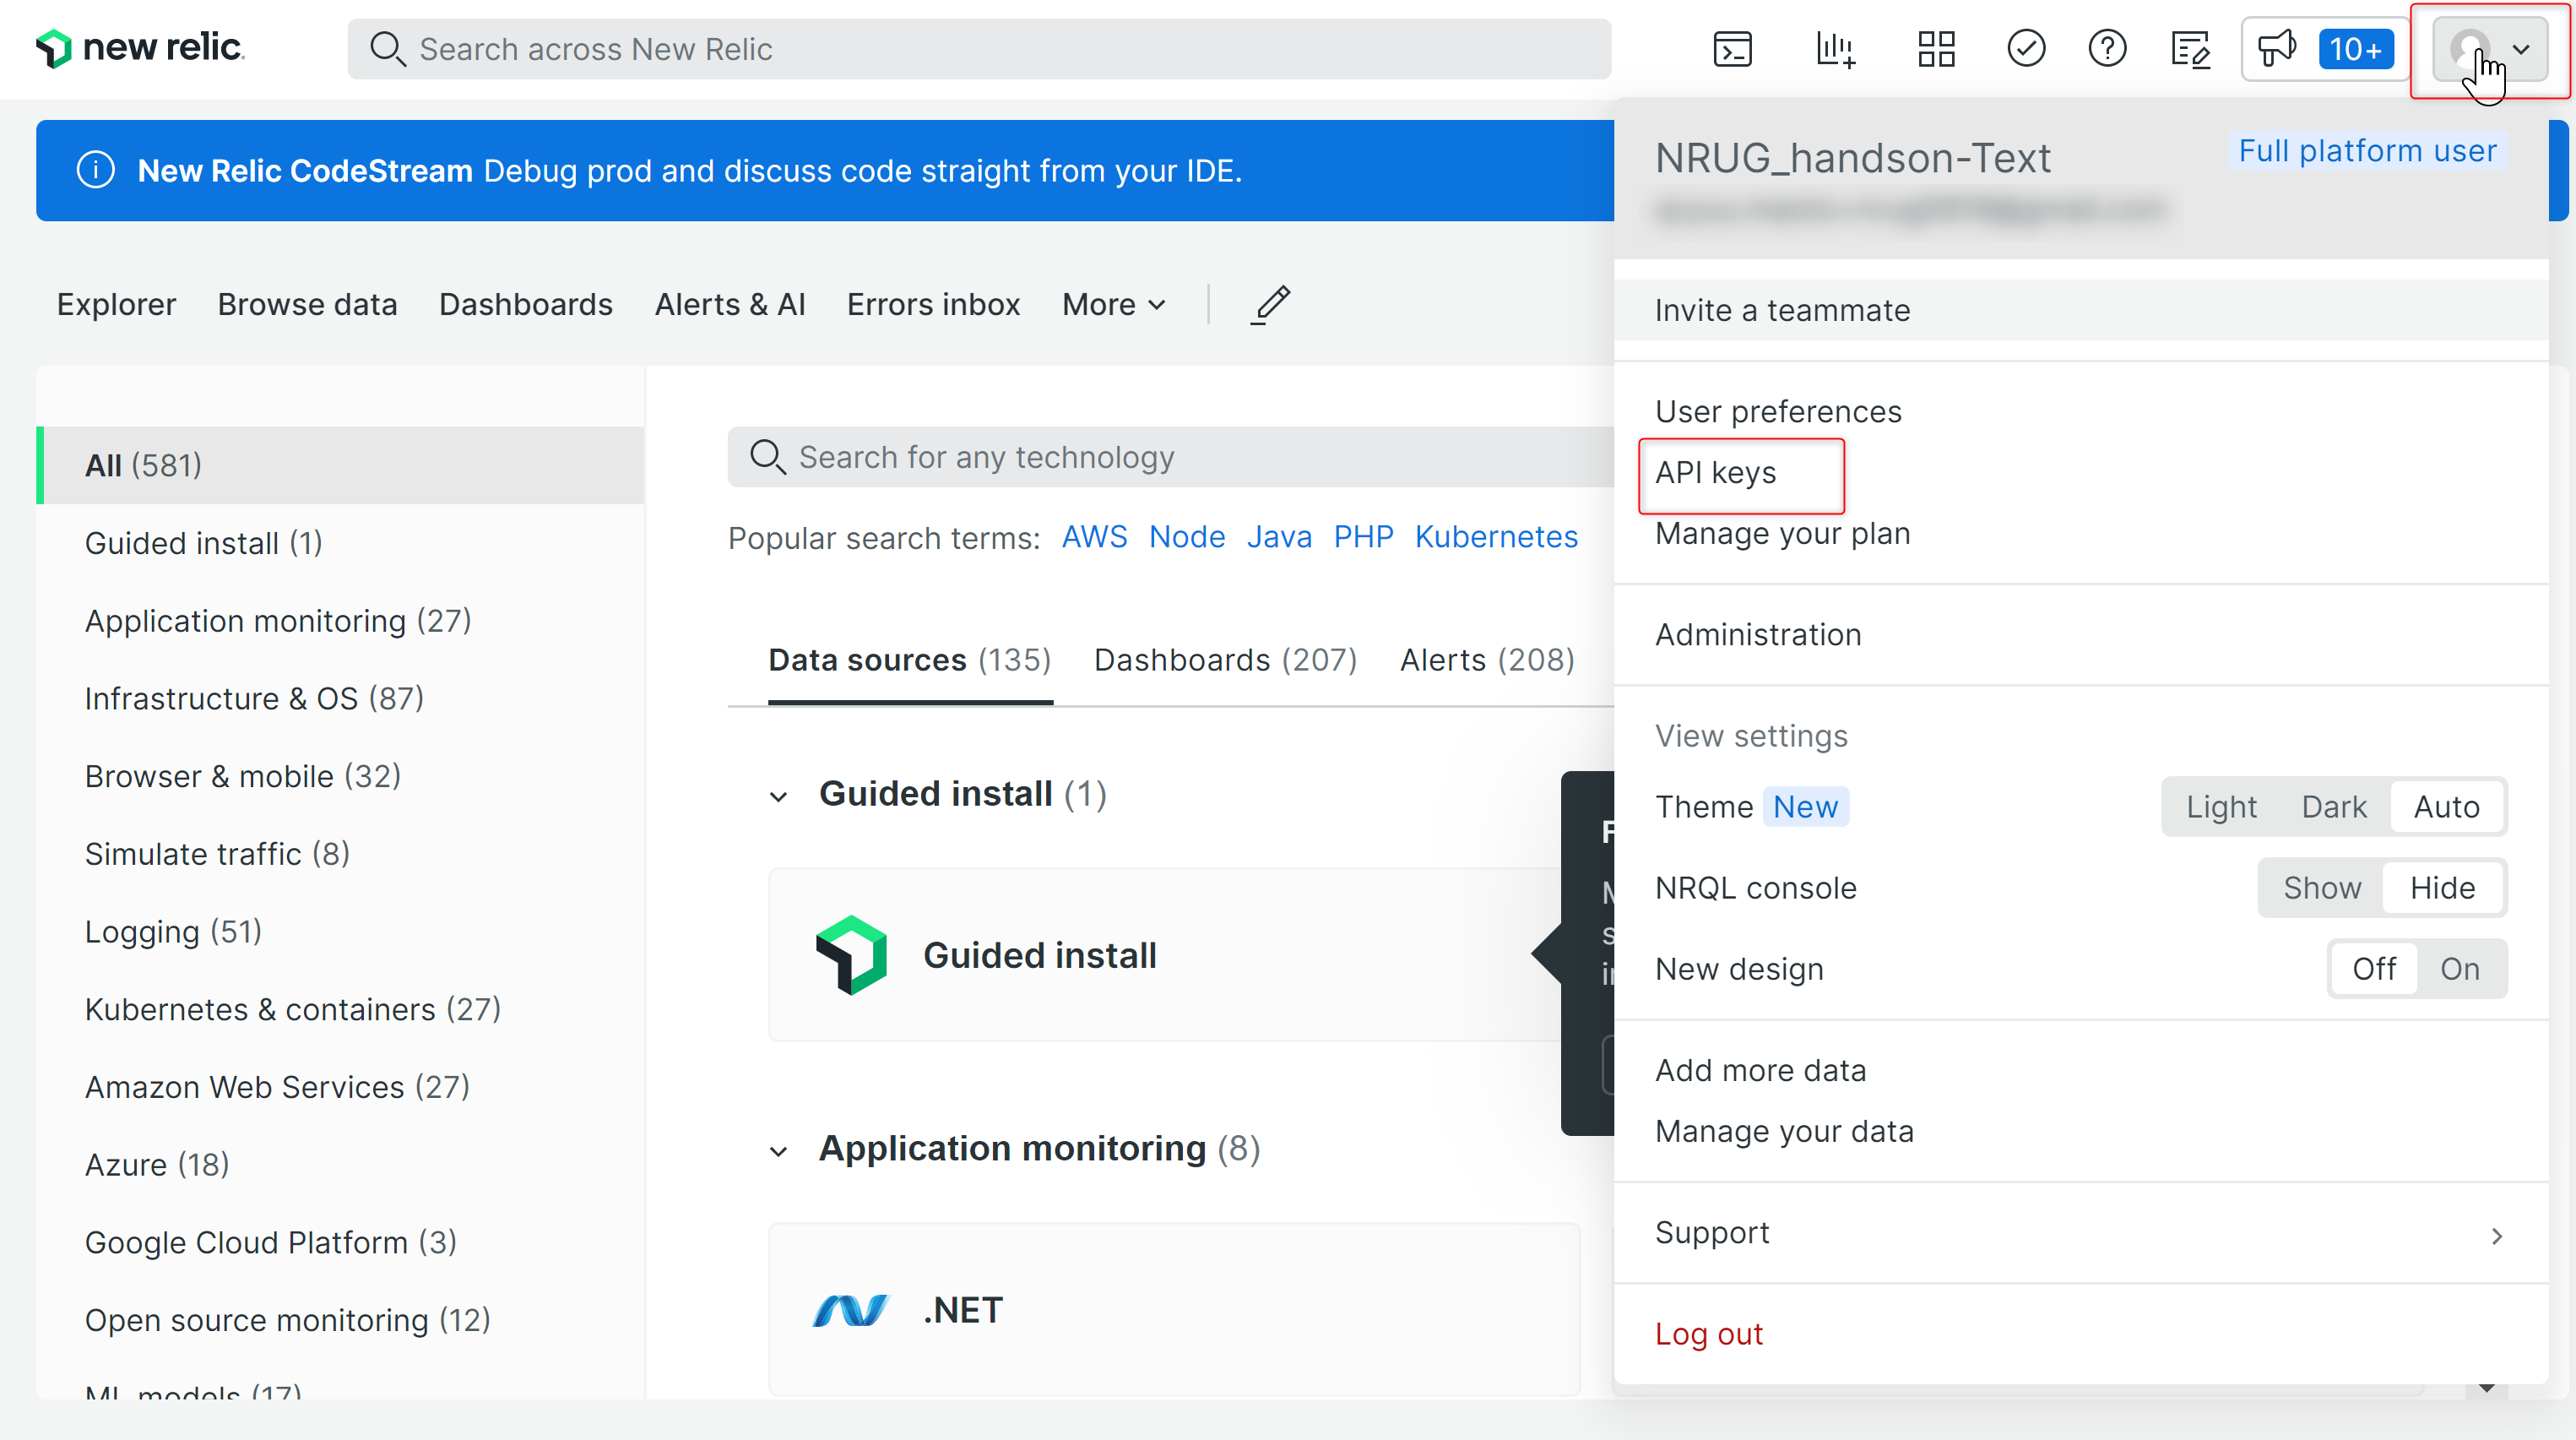 new relic.
Search across New Relic
10+
New Relic CodeStream Debug prod and discuss code straight from your IDE.
NRUG_handson-Text
Full platform user
Explorer Browse data Dashboards Alerts & AI Errors inbox More
All (581)
Guided install (1)
Application monitoring (27)
Infrastructure & OS (87)
Browser & mobile (32)
Simulate traffic (8)
Logging (51)
Kubernetes & containers (27)
Amazon Web Services (27)
Azure (18)
Google Cloud Platform (3)
Open source monitoring (12)
ML models (17)
Search for any technology
Popular search terms: AWS Node Java PHP Kubernetes
Data sources (135) Dashboards (207) Alerts (208)
Guided install (1)
Guided install
Application monitoring (8)
.NET
Invite a teammate
User preferences
API keys
Manage your plan
Administration
View settings
Theme New Light Dark Auto
NRQL console Show Hide
New design Off On
Add more data
Manage your data
Support
Log out